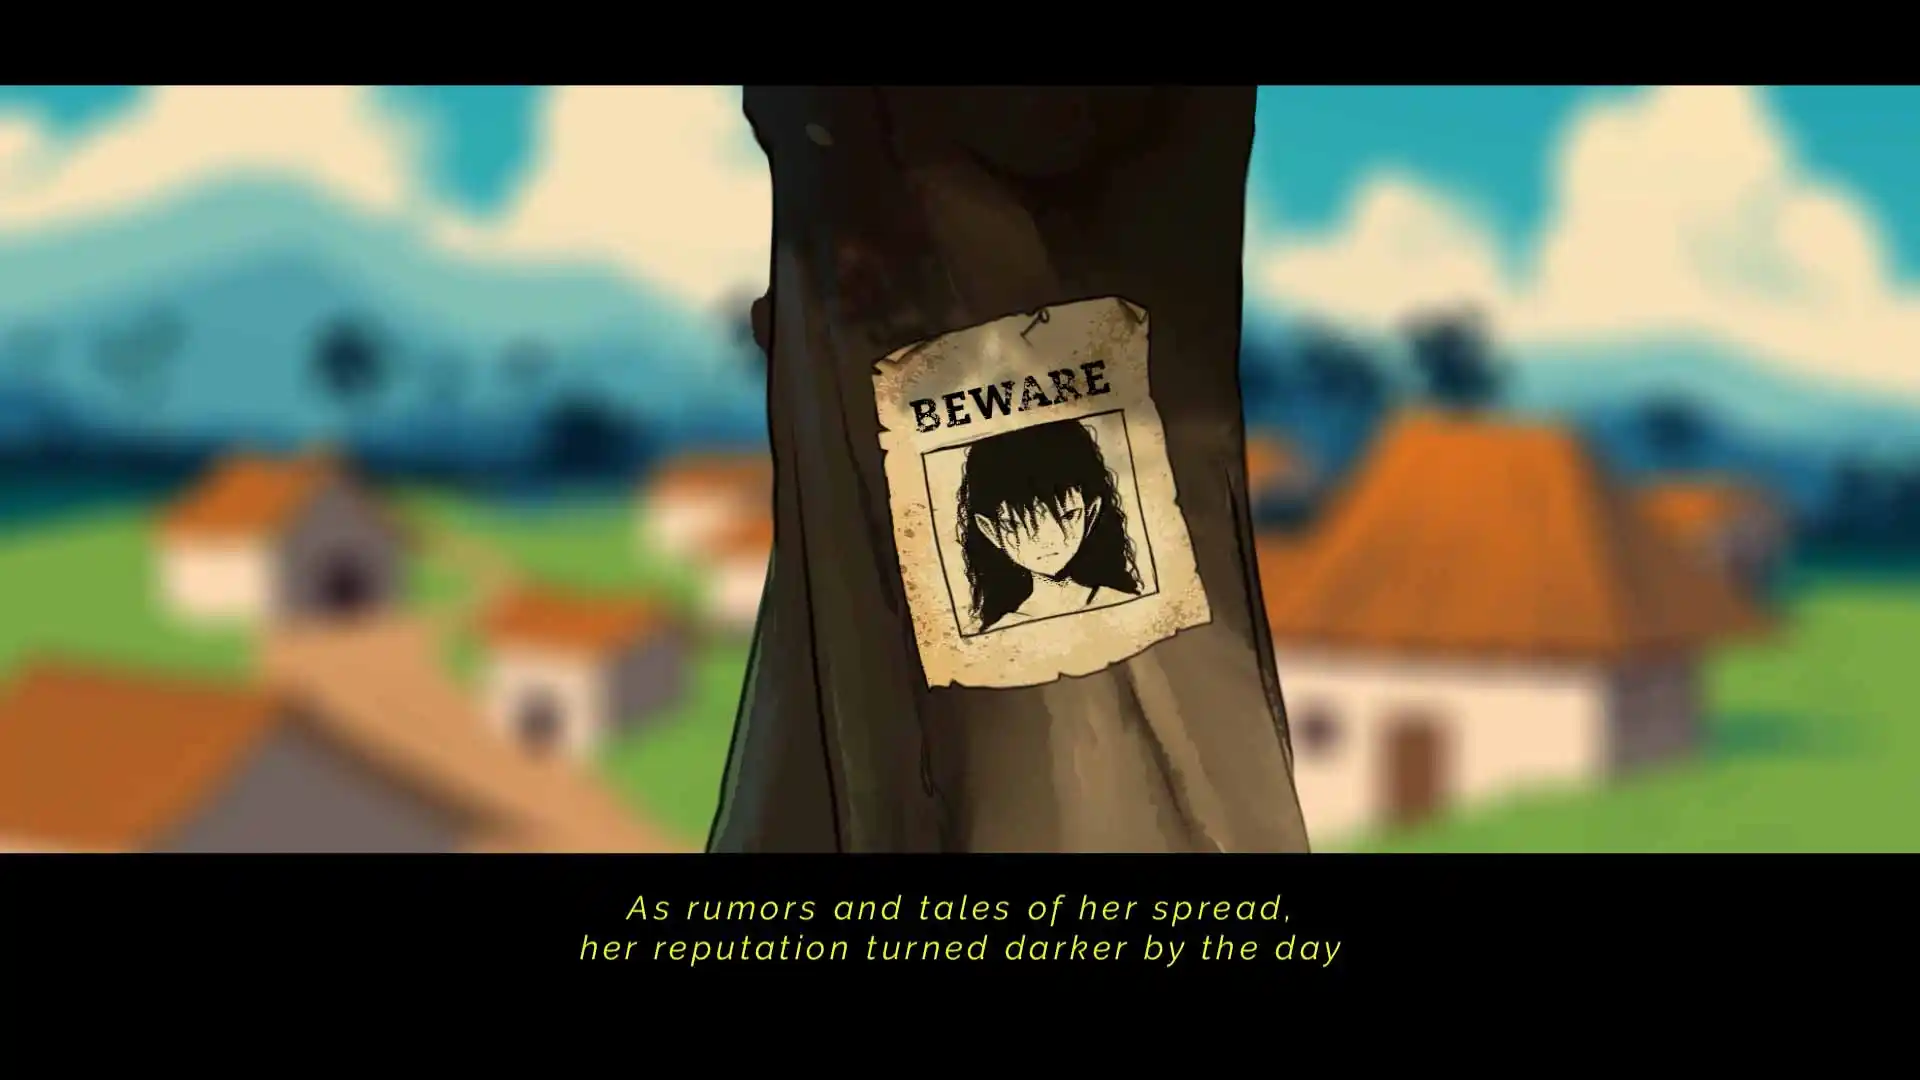 BEWARE
As rumors and tales of her spread,
her reputation turned darker by the day